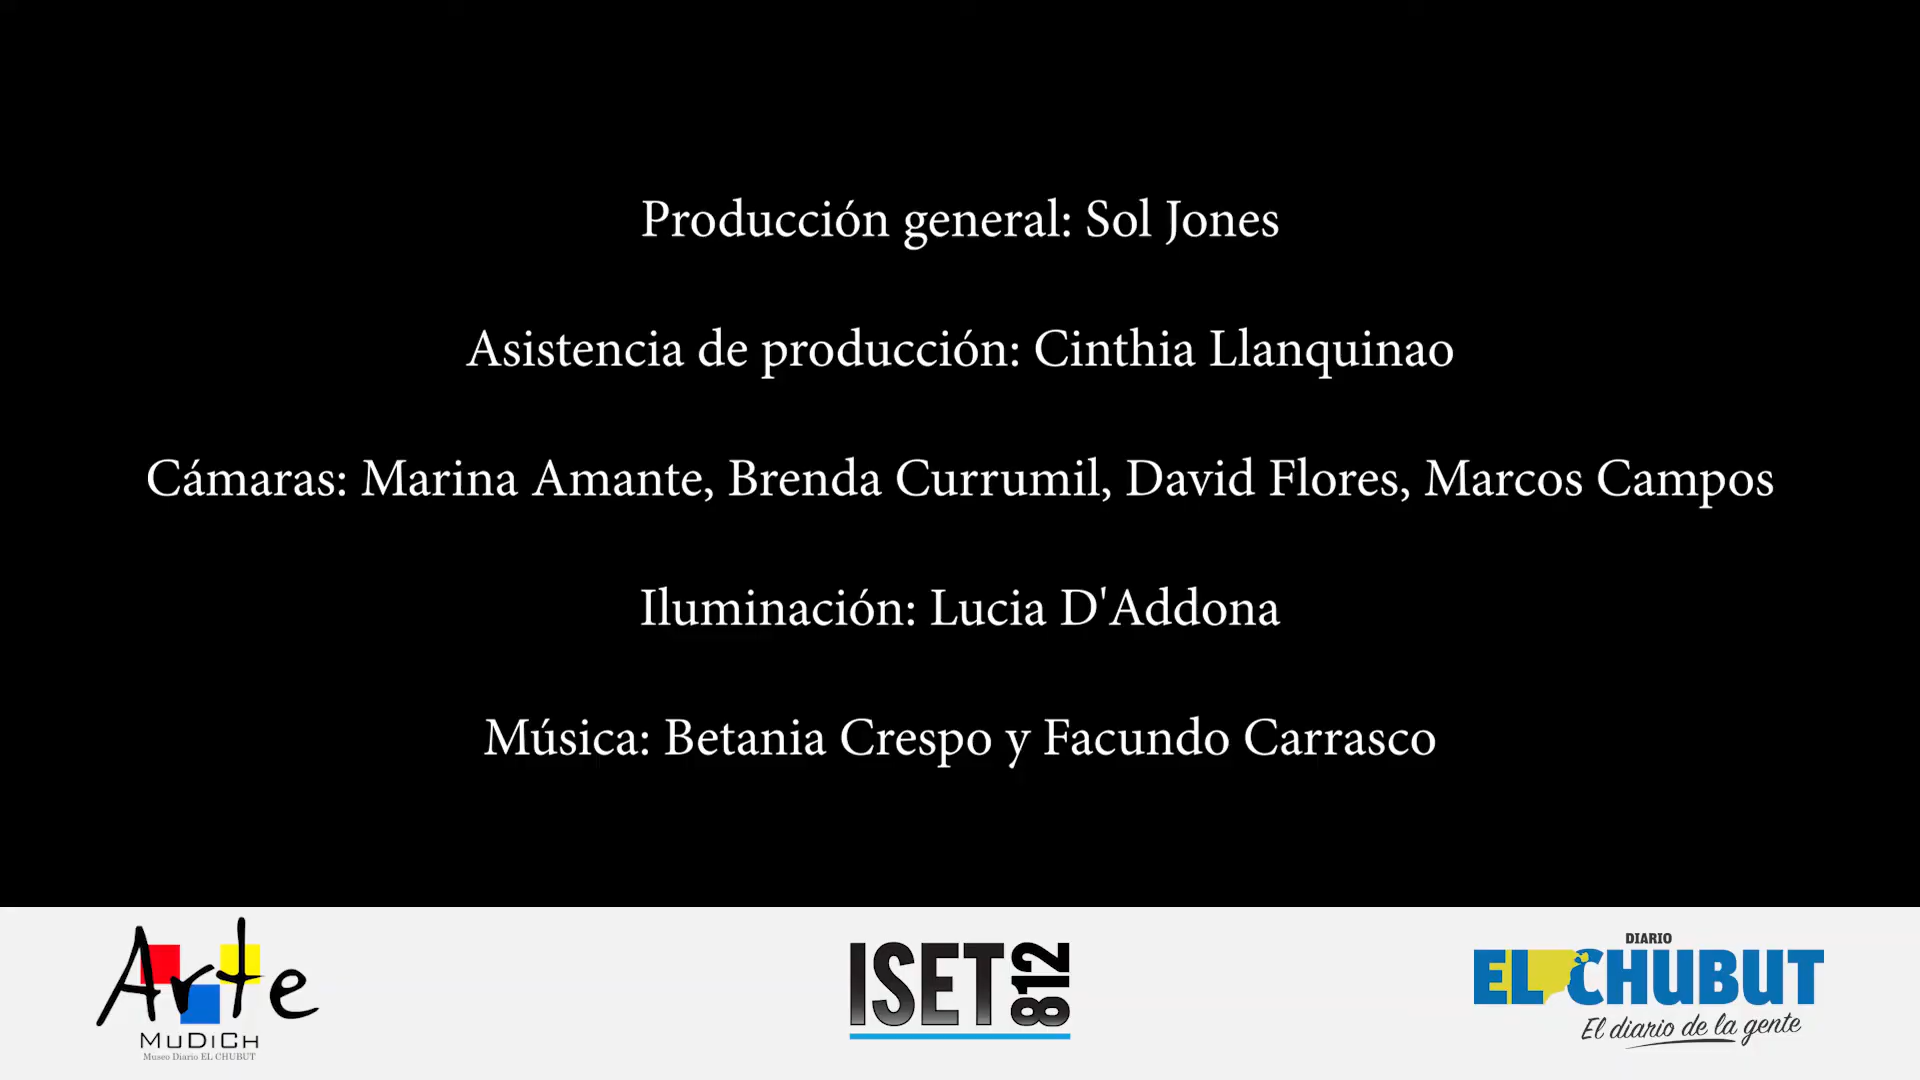 Producción general: Sol Jones
Asistencia de producción: Cinthia Llanquinao
Cámaras: Marina Amante, Brenda Currumil, David Flores, Marcos Campos
Iluminación: Lucia D'Addona
Música: Betania Crespo y Facundo Carrasco
Arte
MuDiCh
Museo Diario EL CHUBUT
ISET 812
DIARIO
EL CHUBUT
El diario de la gente